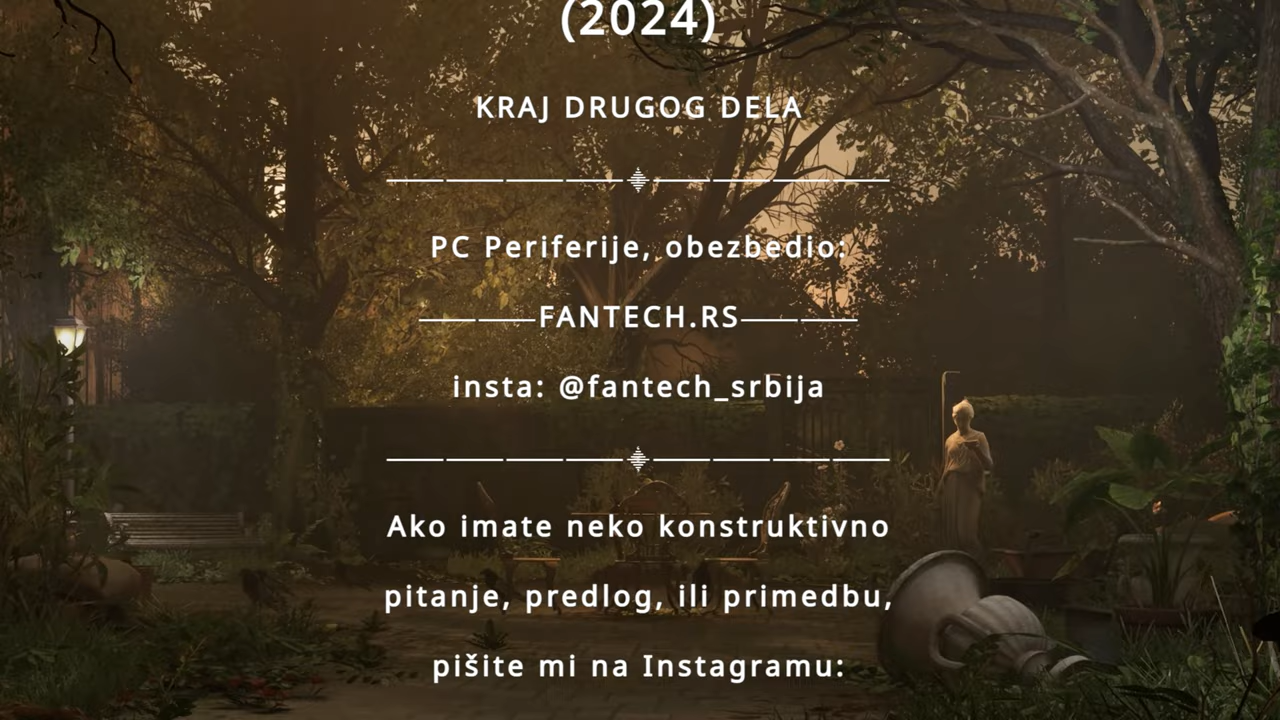 (2024)
KRAJ DRUGOG DELA
PC Periferije, obezbedio:
FANTECH.RS
insta: @fantech_srbija
Ako imate neko konstruktivno
pitanje, predlog, ili primedbu,
pišite mi na Instagramu: